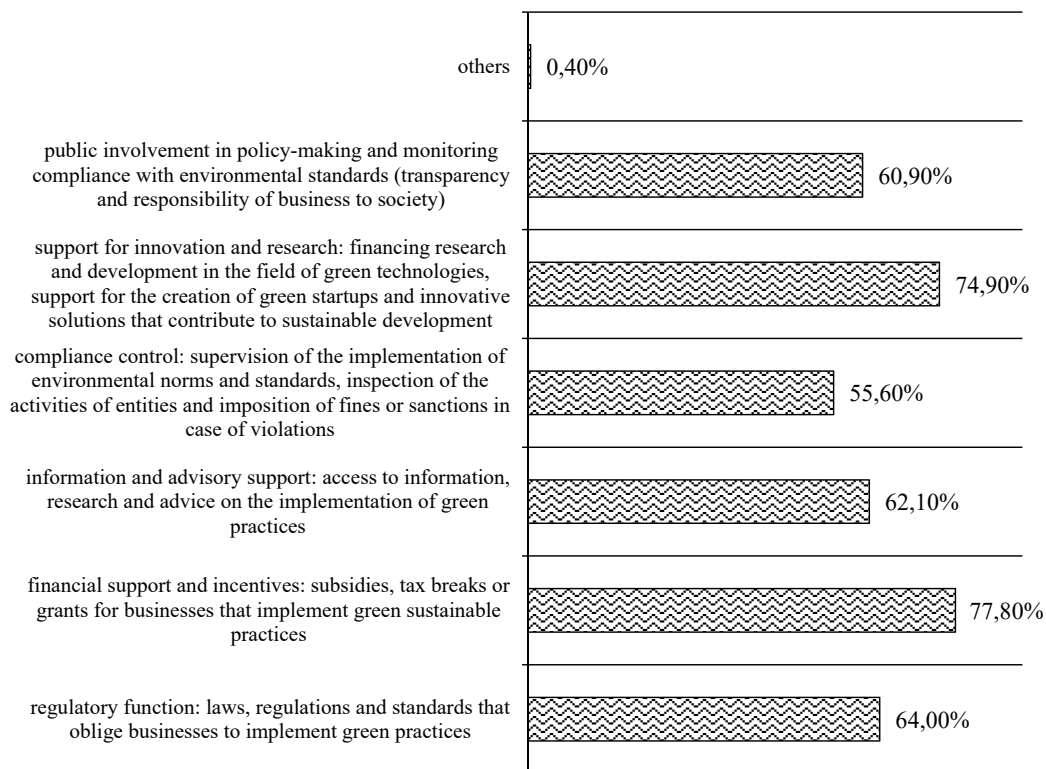 others
0,40%
public involvement in policy-making and monitoring
compliance with environmental standards (transparency
and responsibility of business to society)
60,90%
support for innovation and research: financing research
and development in the field of green technologies,
support for the creation of green startups and innovative
solutions that contribute to sustainable development
74,90%
compliance control: supervision of the implementation of
environmental norms and standards, inspection of the
activities of entities and imposition of fines or sanctions in
case of violations
55,60%
information and advisory support: access to information,
research and advice on the implementation of green
practices
62,10%
financial support and incentives: subsidies, tax breaks or
grants for businesses that implement green sustainable
practices
77,80%
regulatory function: laws, regulations and standards that
oblige businesses to implement green practices
64,00%